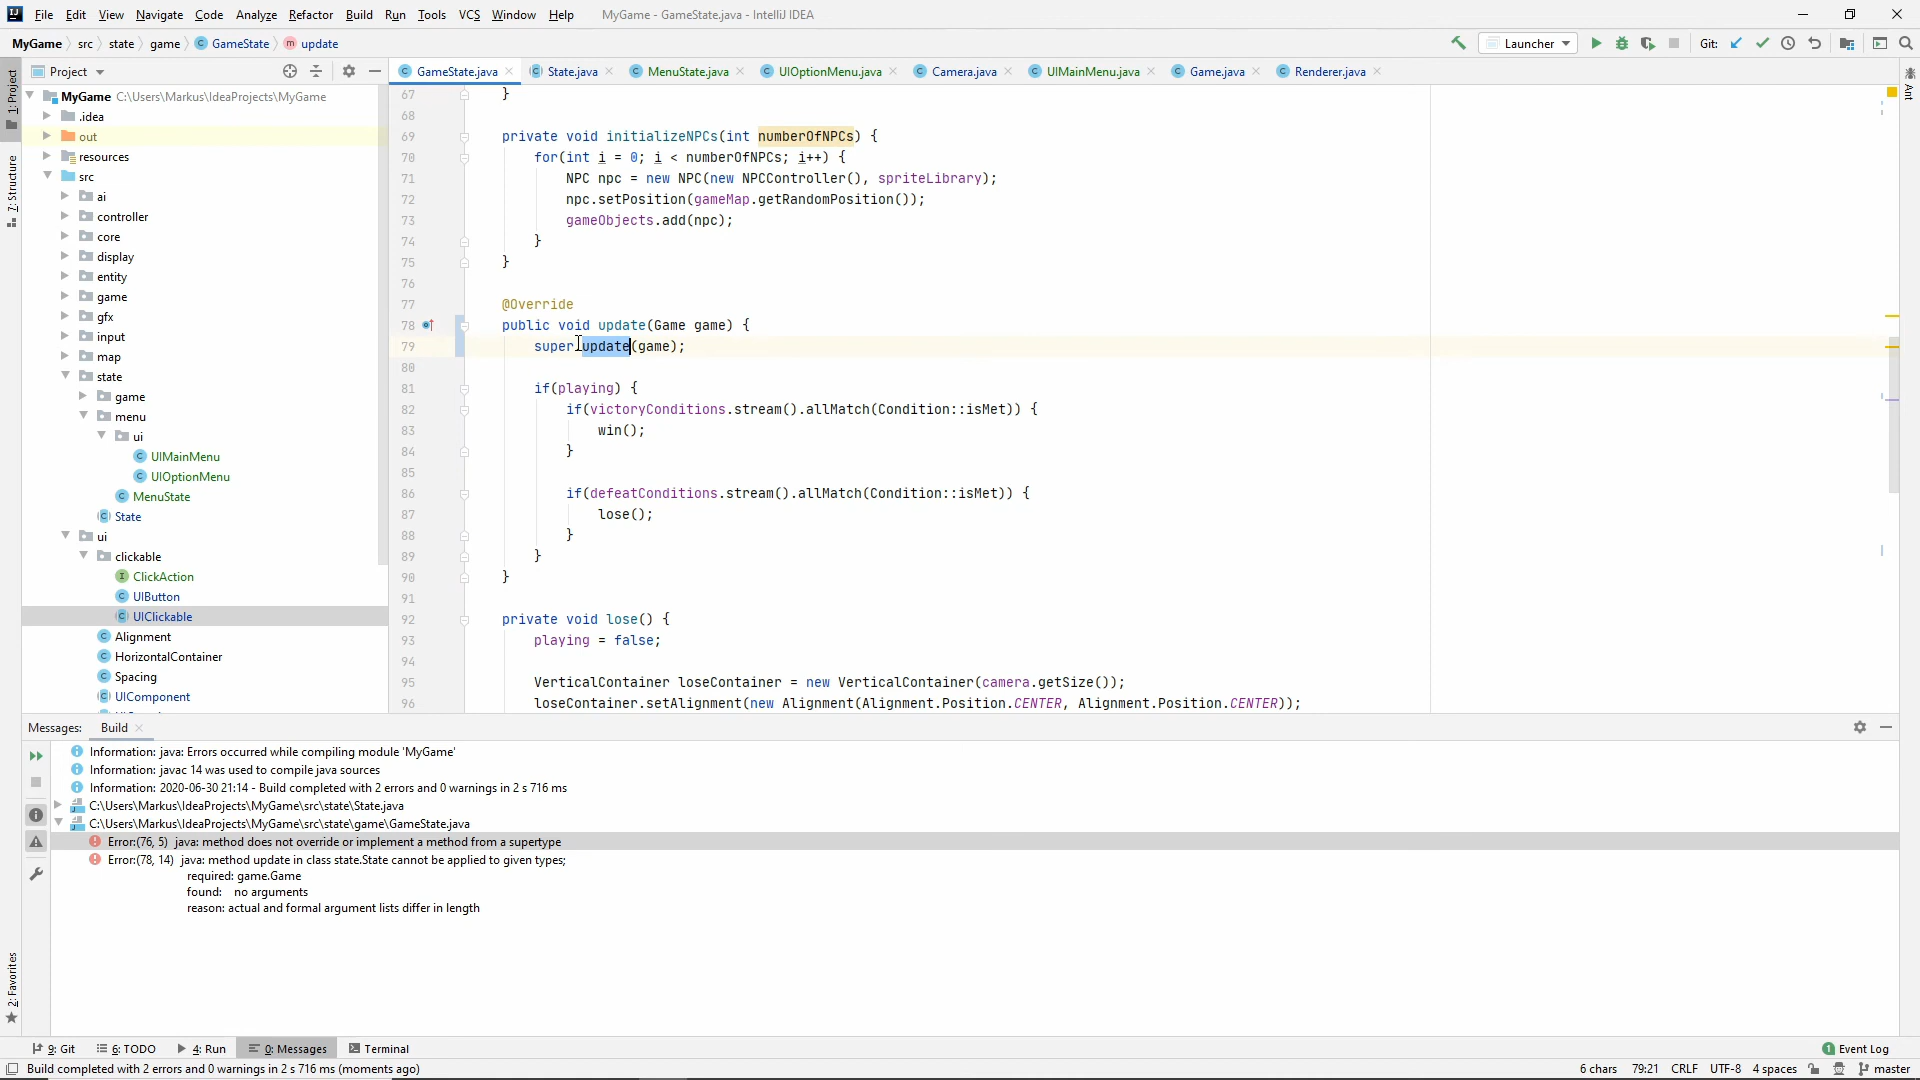 IJ File Edit View Navigate Code Analyze Refactor Build Run Tools VCS Window Help MyGame - GameState.java - IntelliJ IDEA
MyGame src state game GameState update Launcher Git:
Project GameState.java State.java MenuState.java UIOptionMenu.java Camera.java UIMainMenu.java Game.java Renderer.java
1: Project
7: Structure
2: Favorites
Ant
MyGame C:\Users\Markus\IdeaProjects\MyGame
.idea
out
resources
src
ai
controller
core
display
entity
game
gfx
input
map
state
game
menu
ui
UIMainMenu
UIOptionMenu
MenuState
State
ui
clickable
ClickAction
UIButton
UIClickable
Alignment
HorizontalContainer
Spacing
UIComponent
67 }
68
69 private void initializeNPCs(int numberOfNPCs) {
70 for(int i = 0; i < numberOfNPCs; i++) {
71 NPC npc = new NPC(new NPCController(), spriteLibrary);
72 npc.setPosition(gameMap.getRandomPosition());
73 gameObjects.add(npc);
74 }
75 }
76
77 @Override
78 public void update(Game game) {
79 super.update(game);
80
81 if(playing) {
82 if(victoryConditions.stream().allMatch(Condition::isMet)) {
83 win();
84 }
85
86 if(defeatConditions.stream().allMatch(Condition::isMet)) {
87 lose();
88 }
89 }
90 }
91
92 private void lose() {
93 playing = false;
94
95 VerticalContainer loseContainer = new VerticalContainer(camera.getSize());
96 loseContainer.setAlignment(new Alignment(Alignment.Position.CENTER, Alignment.Position.CENTER));
Messages: Build
Information: java: Errors occurred while compiling module 'MyGame'
Information: javac 14 was used to compile java sources
Information: 2020-06-30 21:14 - Build completed with 2 errors and 0 warnings in 2 s 716 ms
C:\Users\Markus\IdeaProjects\MyGame\src\state\State.java
C:\Users\Markus\IdeaProjects\MyGame\src\state\game\GameState.java
Error:(76, 5) java: method does not override or implement a method from a supertype
Error:(78, 14) java: method update in class state.State cannot be applied to given types;
required: game.Game
found: no arguments
reason: actual and formal argument lists differ in length
9: Git 6: TODO 4: Run 0: Messages Terminal 1 Event Log
Build completed with 2 errors and 0 warnings in 2 s 716 ms (moments ago) 6 chars 79:21 CRLF UTF-8 4 spaces master